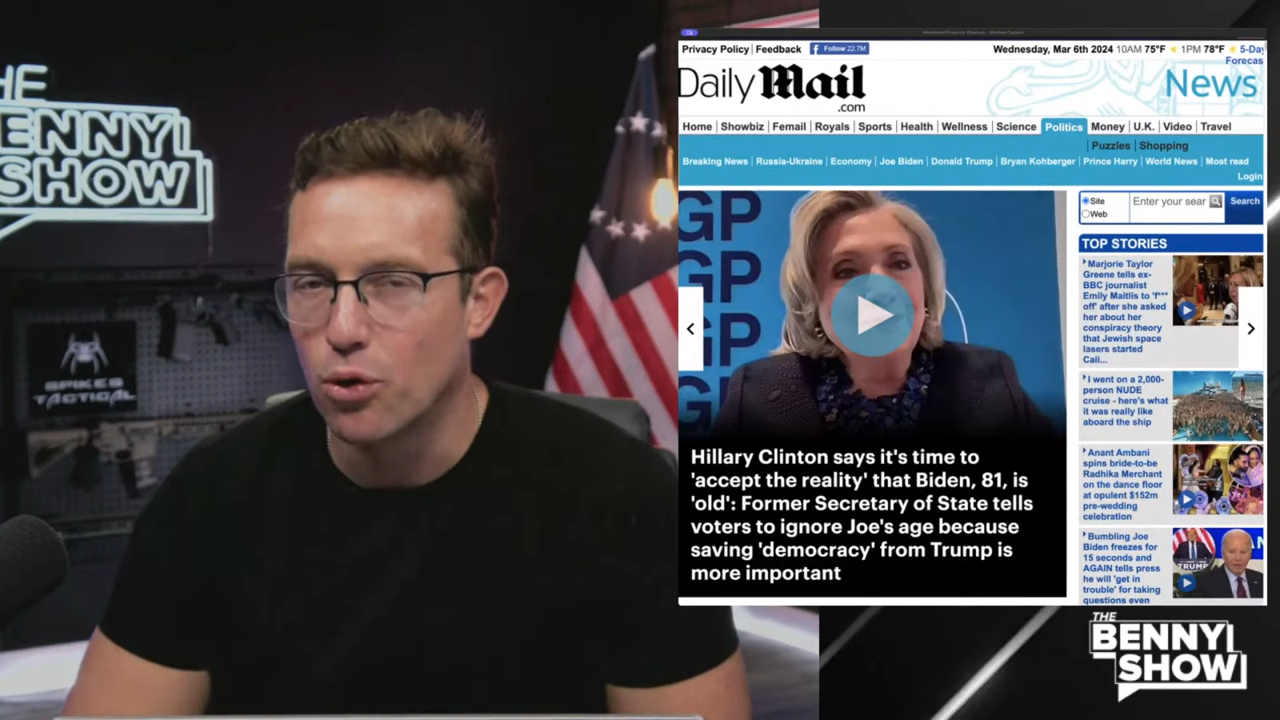 THE
BENNY
SHOW
SPIKE'S
TACTICAL
Privacy Policy | Feedback
Follow 22.7M
Wednesday, Mar 6th 2024 10AM 75°F 1PM 78°F 5-Day
Forecas
Daily Mail
.com
News
Home | Showbiz | Femail | Royals | Sports | Health | Wellness | Science | Politics | Money | U.K. | Video | Travel
| Puzzles | Shopping
Breaking News | Russia-Ukraine | Economy | Joe Biden | Donald Trump | Bryan Kohberger | Prince Harry | World News | Most read
Login
Site
Web
Enter your sear
Search
GP
GP
GP
GP
Hillary Clinton says it's time to
'accept the reality' that Biden, 81, is
'old': Former Secretary of State tells
voters to ignore Joe's age because
saving 'democracy' from Trump is
more important
TOP STORIES
Marjorie Taylor
Greene tells ex-
BBC journalist
Emily Maitlis to 'f***
off' after she asked
her about her
conspiracy theory
that Jewish space
lasers started
Cali...
I went on a 2,000-
person NUDE
cruise - here's what
it was really like
aboard the ship
Anant Ambani
spins bride-to-be
Radhika Merchant
on the dance floor
at opulent $152m
pre-wedding
celebration
Bumbling Joe
Biden freezes for
15 seconds and
AGAIN tells press
he will 'get in
trouble' for taking
questions even
TRUMP
THE
BENNY
SHOW